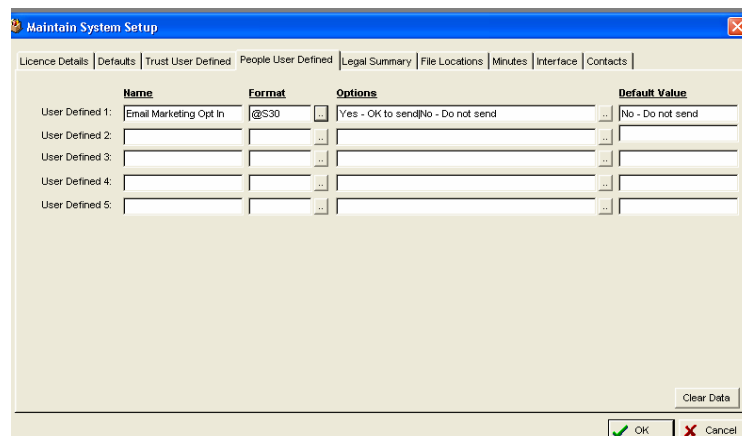 Maintain System Setup
Licence Details Defaults Trust User Defined People User Defined Legal Summary File Locations Minutes Interface Contacts
Name Format Options Default Value
User Defined 1: Email Marketing Opt In @S30 .. Yes - OK to send|No - Do not send .. No - Do not send
User Defined 2: .. ..
User Defined 3: .. ..
User Defined 4: .. ..
User Defined 5: .. ..
Clear Data
OK Cancel